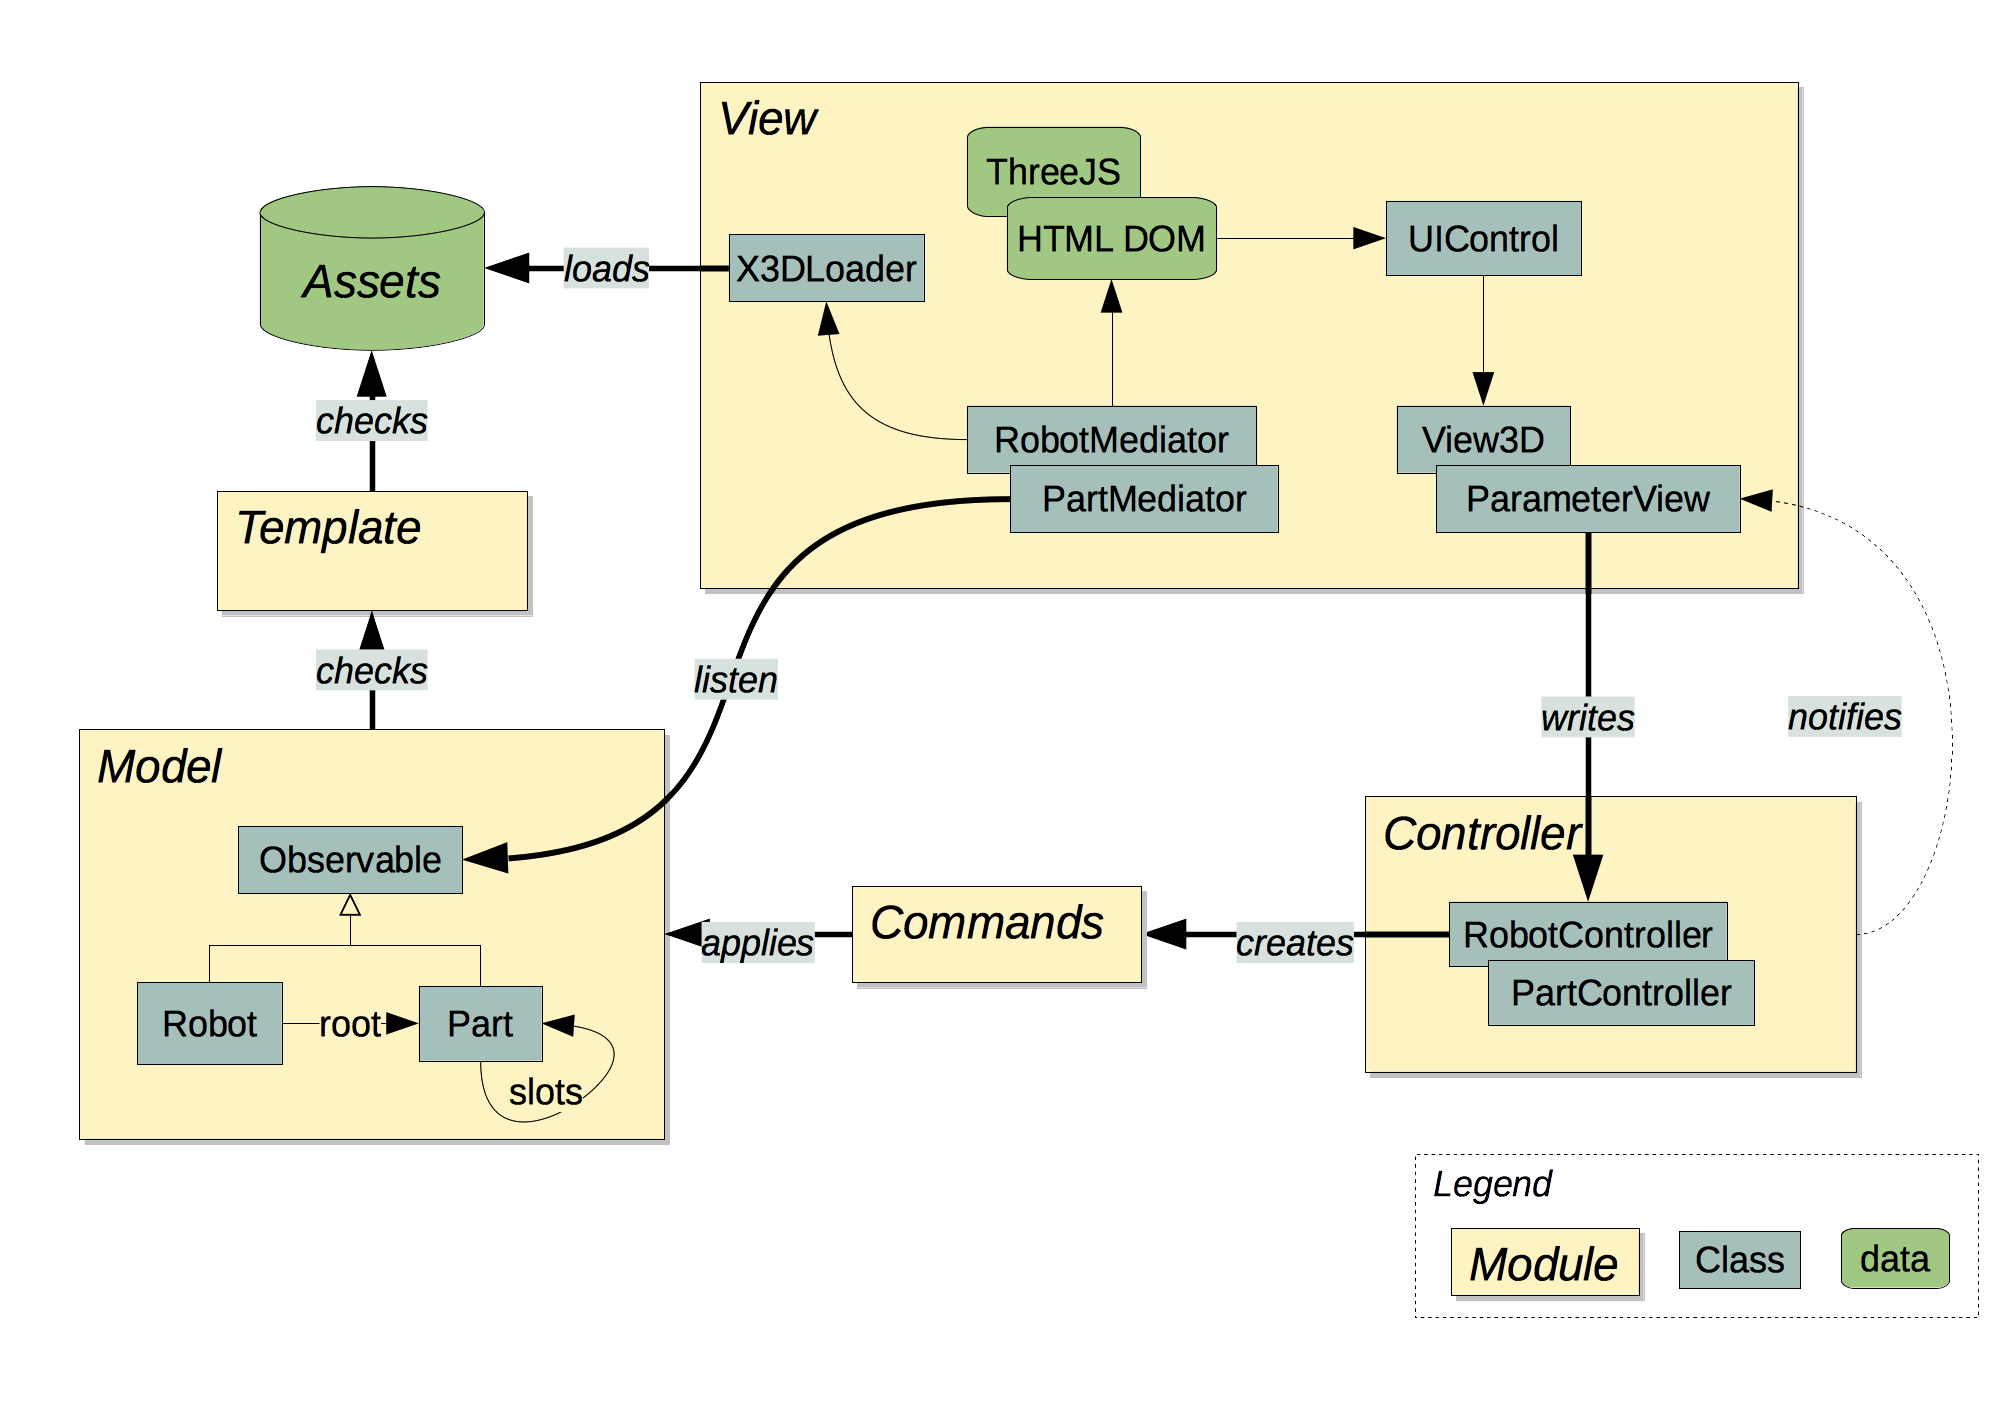 View
ThreeJS
HTML DOM
UIControl
X3DLoader
loads
Assets
checks
RobotMediator
PartMediator
View3D
ParameterView
Template
checks
listen
writes
notifies
Model
Observable
Robot
root
Part
slots
applies
Commands
creates
Controller
RobotController
PartController
Legend
Module
Class
data